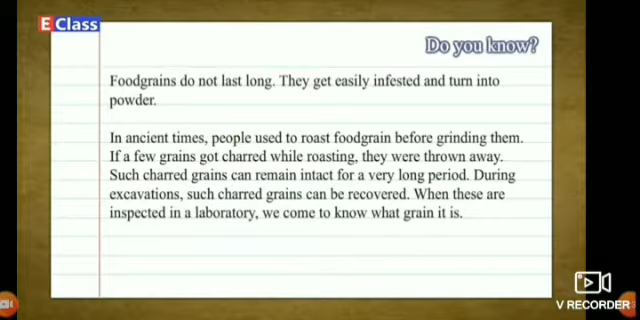 E Class
Do you know?
Foodgrains do not last long. They get easily infested and turn into
powder.
In ancient times, people used to roast foodgrain before grinding them.
If a few grains got charred while roasting, they were thrown away.
Such charred grains can remain intact for a very long period. During
excavations, such charred grains can be recovered. When these are
inspected in a laboratory, we come to know what grain it is.
V RECORDER